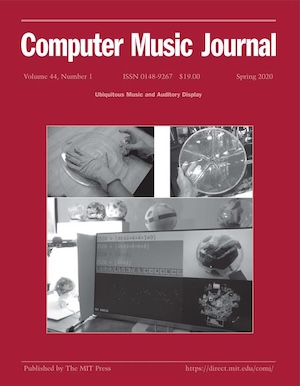 Computer Music Journal
Volume 44, Number 1 ISSN 0148-9267 $19.00 Spring 2020
Ubiquitous Music and Auditory Display
Published by The MIT Press https://direct.mit.edu/comj/